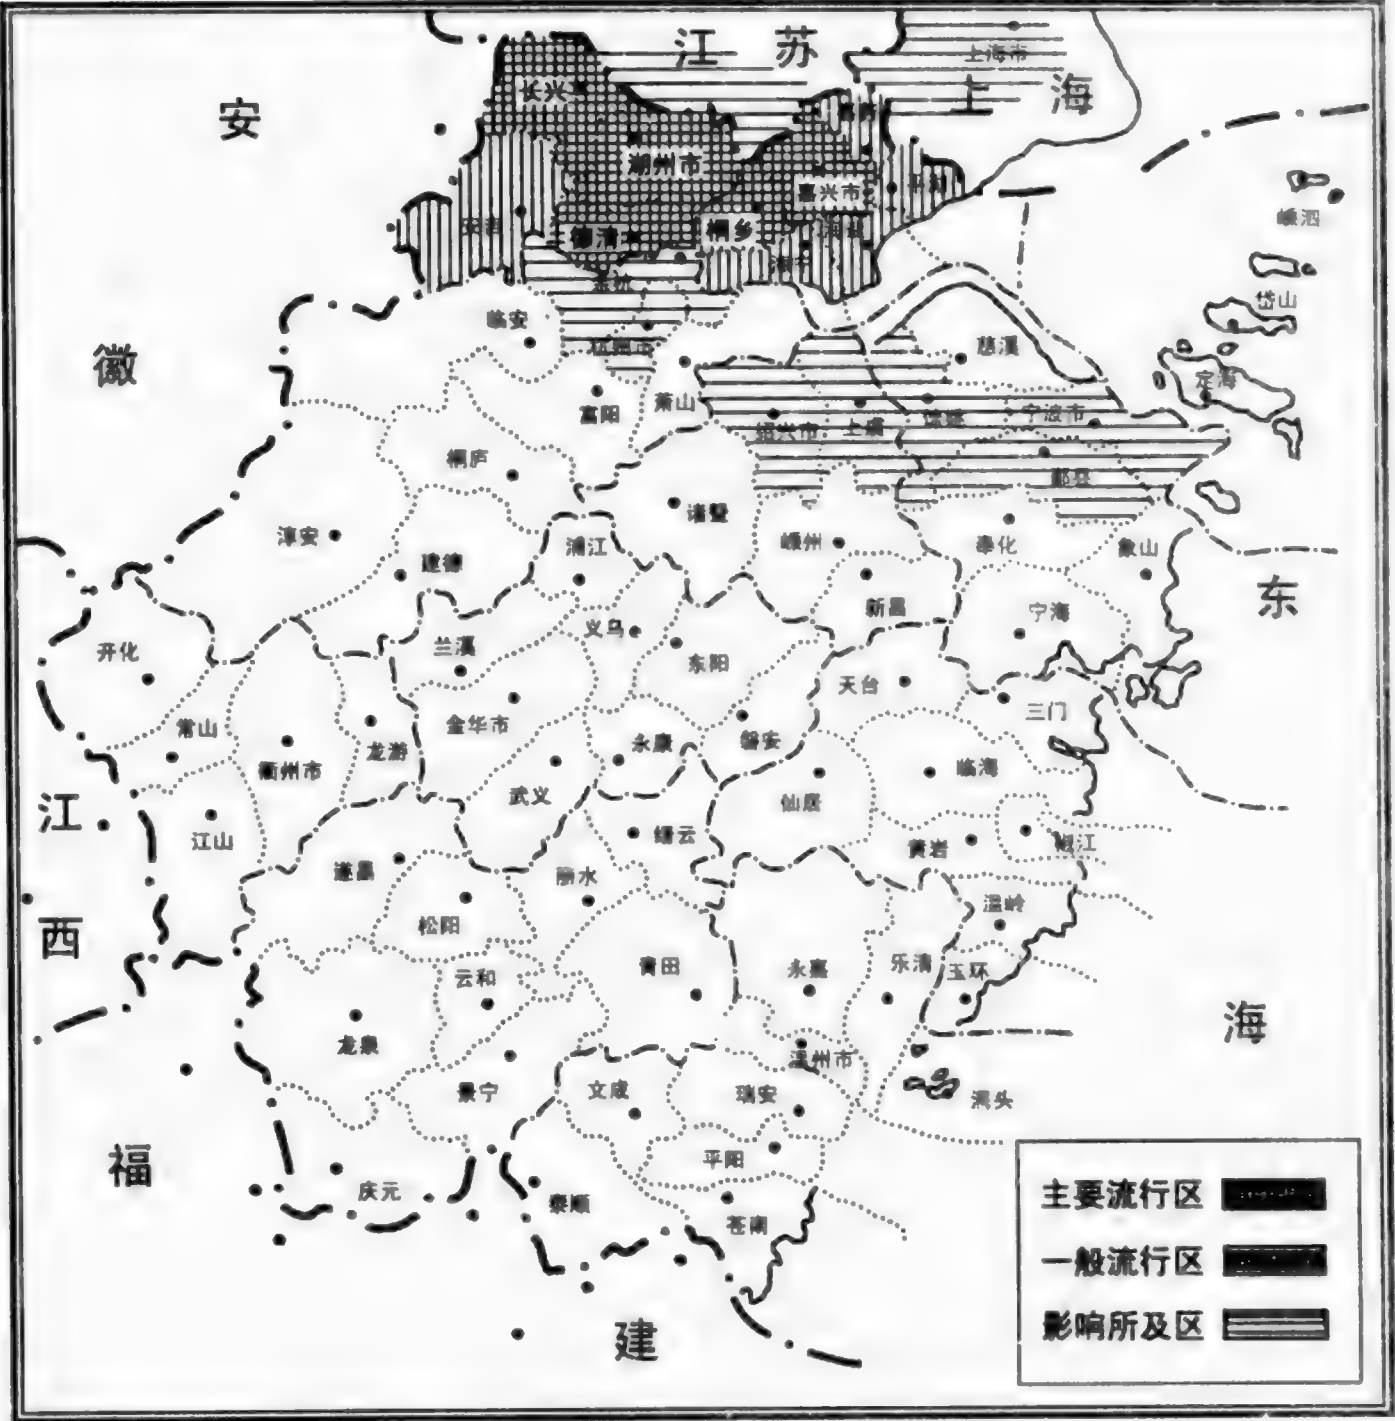 江 苏
上海市
上 海
安
长兴
湖州市
嘉兴市
嵊泗
桐乡
德清
岱山
临安
慈溪
徽
定海
富阳
萧山
宁波市
绍兴市
上虞
余姚
桐庐
鄞县
诸暨
淳安
浦江
嵊州
奉化
象山
建德
东
新昌
宁海
义乌
兰溪
开化
东阳
天台
三门
常山
金华市
永康
磐安
龙游
衢州市
临海
武义
仙居
江
江山
缙云
黄岩
椒江
遂昌
丽水
温岭
松阳
西
青田
永嘉
乐清
玉环
云和
海
龙泉
温州市
景宁
文成
瑞安
洞头
福
平阳
庆元
泰顺
苍南
建
主要流行区
一般流行区
影响所及区